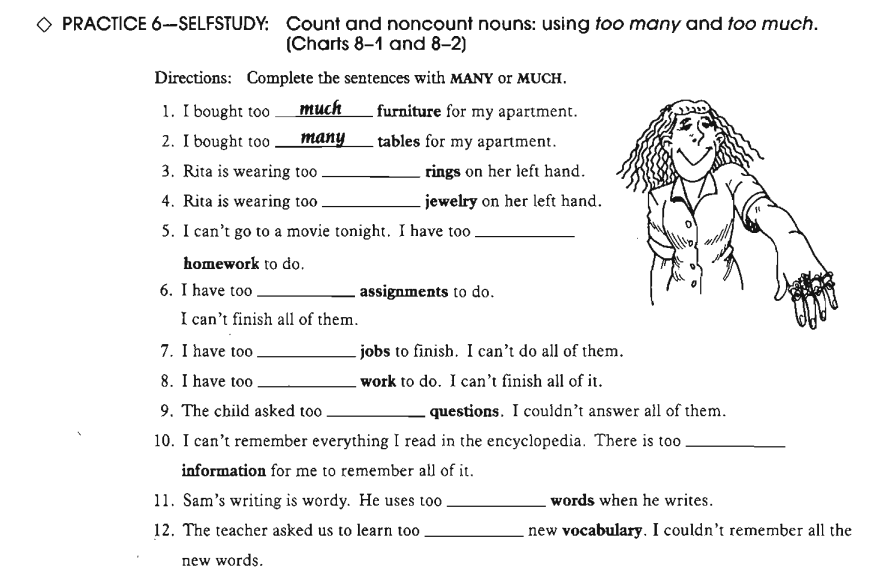 ◇ PRACTICE 6—SELFSTUDY: Count and noncount nouns: using too many and too much.
(Charts 8–1 and 8–2)
Directions: Complete the sentences with MANY or MUCH.
1. I bought too much furniture for my apartment.
2. I bought too many tables for my apartment.
3. Rita is wearing too __________ rings on her left hand.
4. Rita is wearing too __________ jewelry on her left hand.
5. I can't go to a movie tonight. I have too __________
homework to do.
6. I have too __________ assignments to do.
I can't finish all of them.
7. I have too __________ jobs to finish. I can't do all of them.
8. I have too __________ work to do. I can't finish all of it.
9. The child asked too __________ questions. I couldn't answer all of them.
10. I can't remember everything I read in the encyclopedia. There is too __________
information for me to remember all of it.
11. Sam's writing is wordy. He uses too __________ words when he writes.
12. The teacher asked us to learn too __________ new vocabulary. I couldn't remember all the
new words.